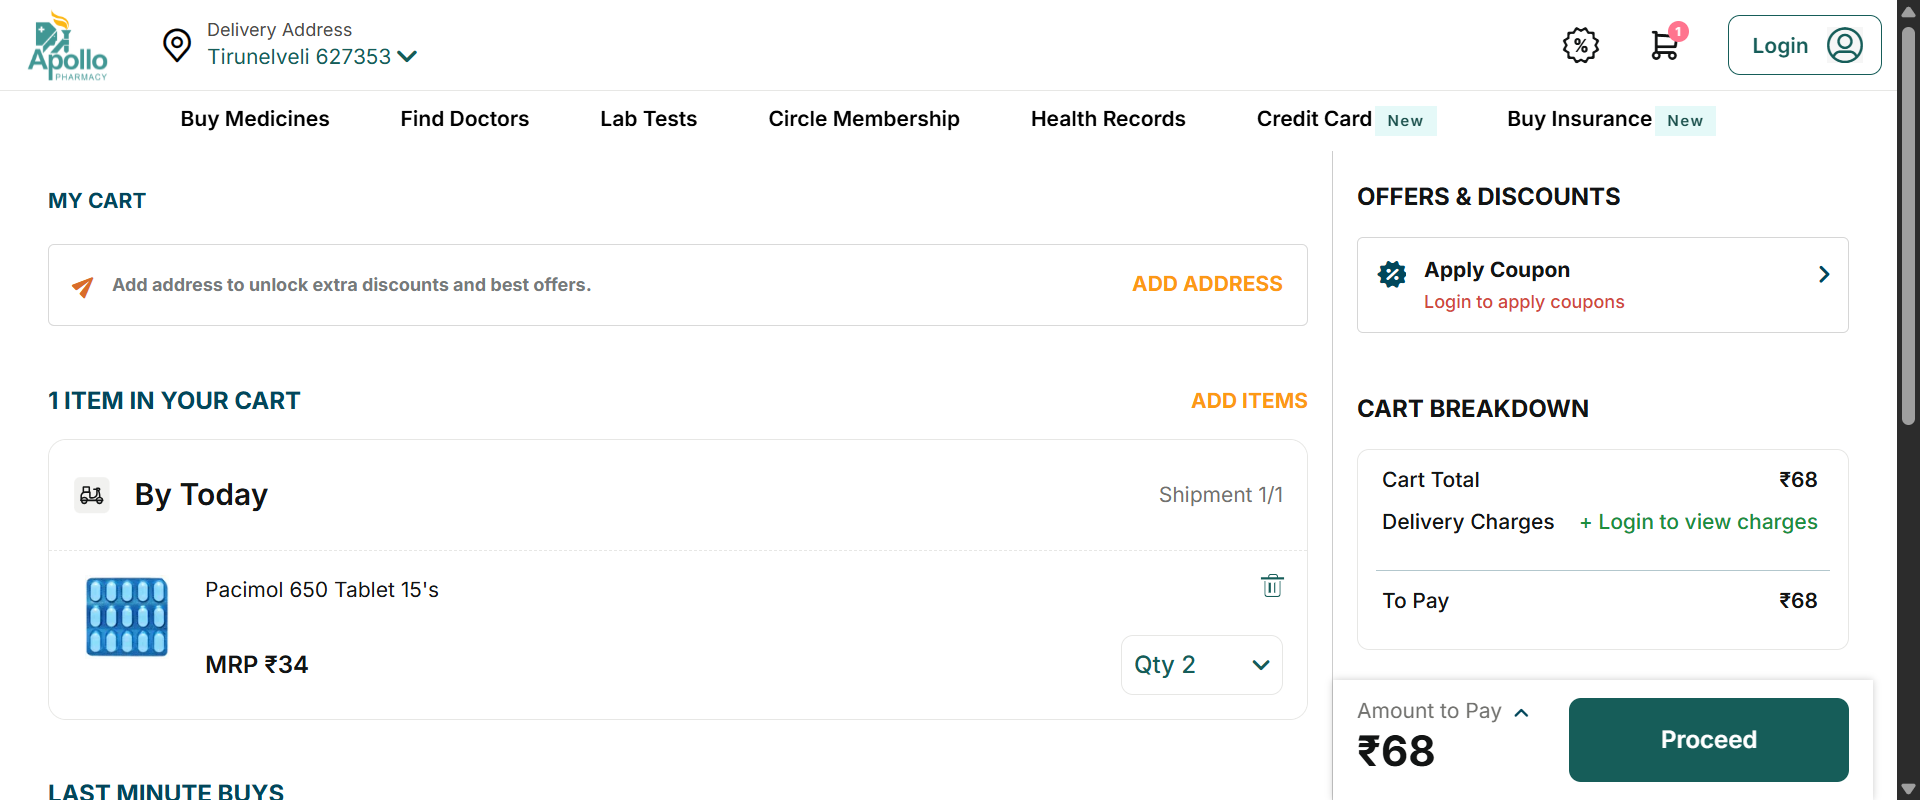 Apollo
PHARMACY
Delivery Address
Tirunelveli 627353
%
1
Login
Buy Medicines
Find Doctors
Lab Tests
Circle Membership
Health Records
Credit Card New
Buy Insurance New
MY CART
Add address to unlock extra discounts and best offers.
ADD ADDRESS
1 ITEM IN YOUR CART
ADD ITEMS
By Today
Shipment 1/1
Pacimol 650 Tablet 15's
MRP ₹34
Qty 2
LAST MINUTE BUYS
OFFERS & DISCOUNTS
Apply Coupon
Login to apply coupons
CART BREAKDOWN
Cart Total ₹68
Delivery Charges + Login to view charges
To Pay ₹68
Amount to Pay
₹68
Proceed